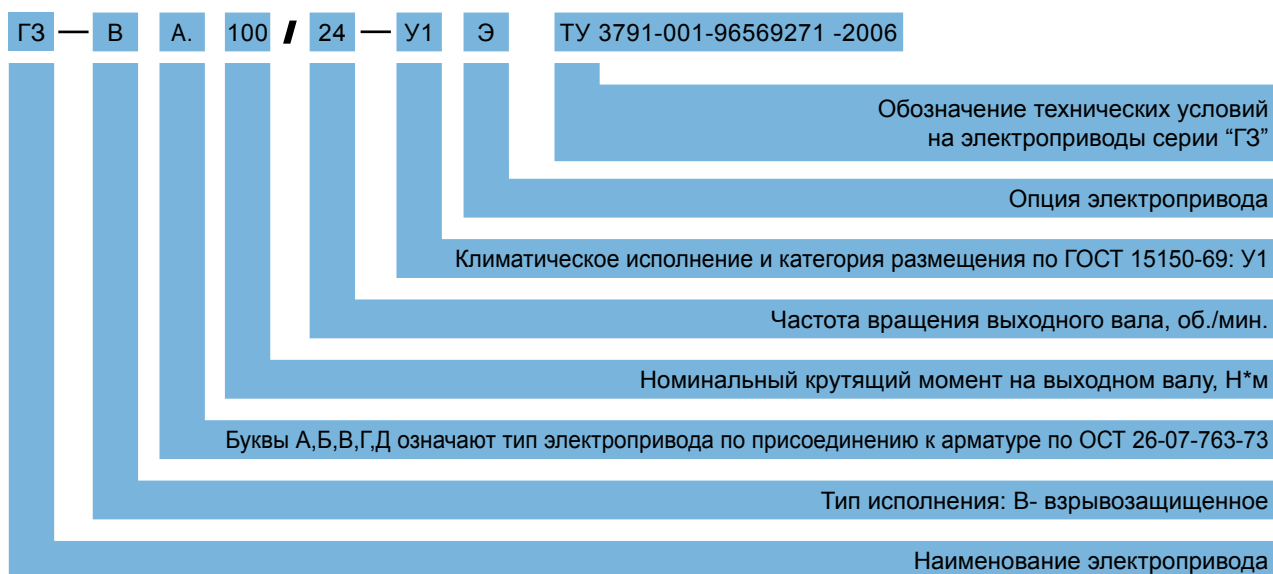 ГЗ — В А. 100 / 24 — У1 Э ТУ 3791-001-96569271 -2006
Обозначение технических условий
на электроприводы серии “ГЗ”
Опция электропривода
Климатическое исполнение и категория размещения по ГОСТ 15150-69: У1
Частота вращения выходного вала, об./мин.
Номинальный крутящий момент на выходном валу, Н*м
Буквы А,Б,В,Г,Д означают тип электропривода по присоединению к арматуре по ОСТ 26-07-763-73
Тип исполнения: В- взрывозащищенное
Наименование электропривода